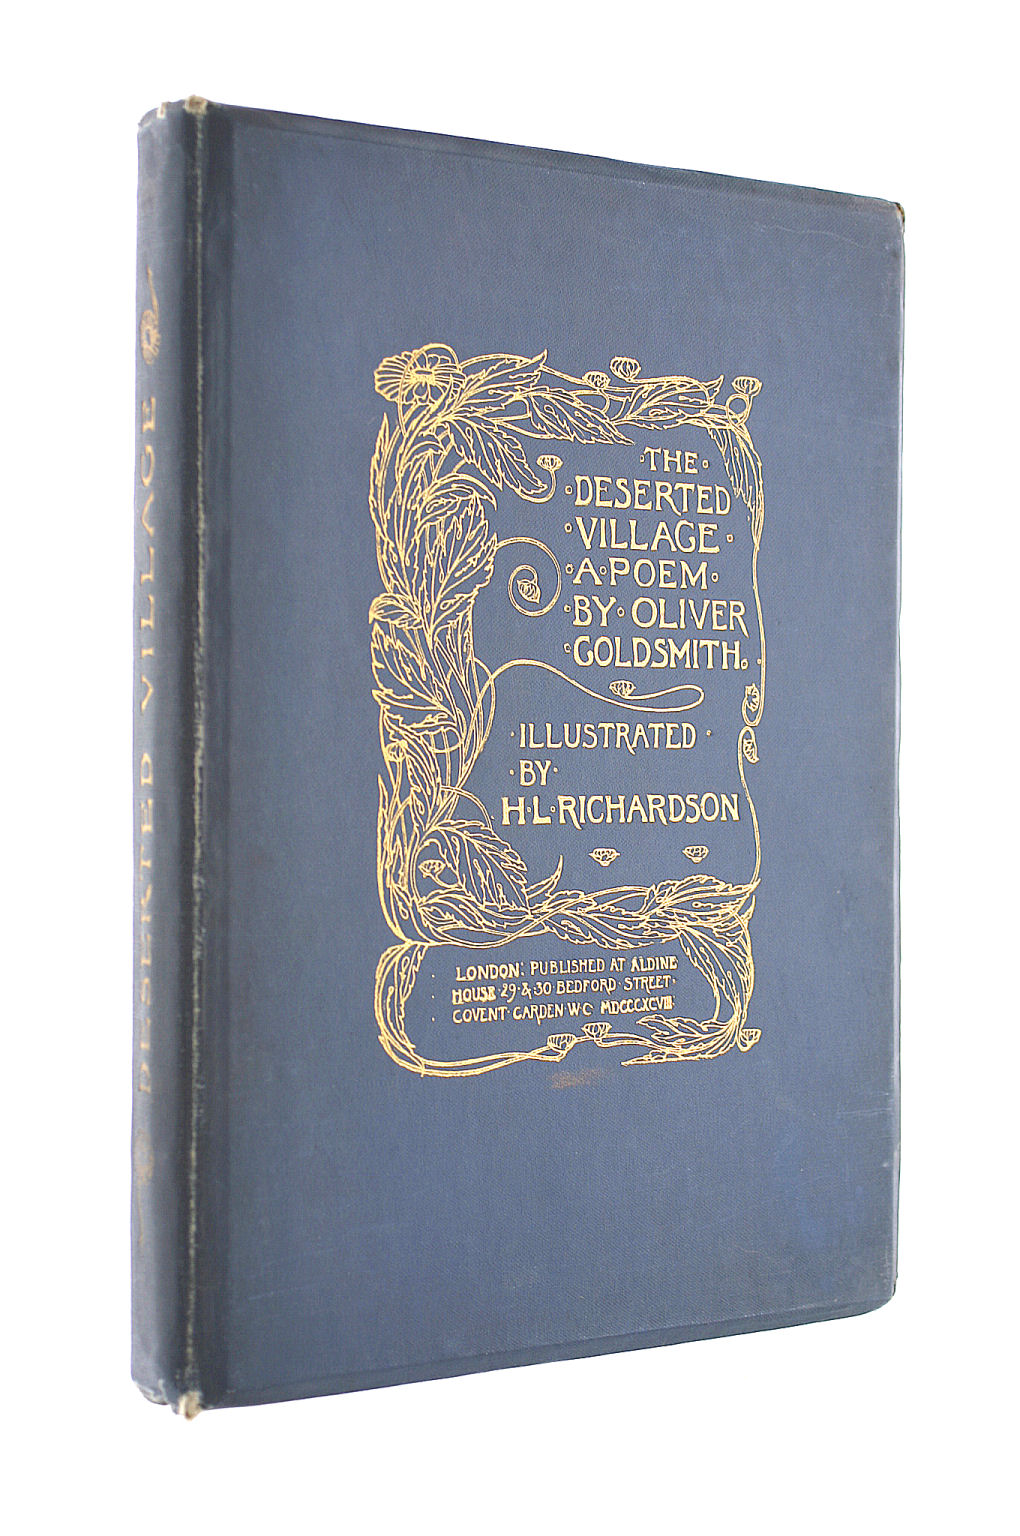 DESERTED VILLAGE
·THE·
·DESERTED
·VILLAGE·
·A·POEM·
·BY·OLIVER
·GOLDSMITH·
·ILLUSTRATED·
·BY·
H·L·RICHARDSON
LONDON: PUBLISHED AT ALDINE
HOUSE·29·&·30·BEDFORD·STREET·
COVENT·GARDEN·W·C· MDCCCXCVIII·